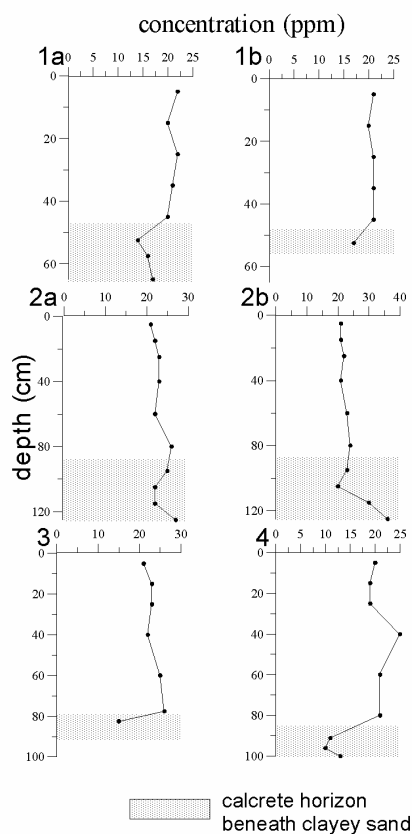 concentration (ppm)
1a 0 5 10 15 20 25
1b 0 5 10 15 20 25
0
20
40
60
0
20
40
60
2a 0 10 20 30
2b 0 10 20 30 40
0
40
80
120
0
40
80
120
depth (cm)
3 0 10 20 30
4 0 5 10 15 20 25
0
20
40
60
80
100
0
20
40
60
80
100
calcrete horizon
beneath clayey sand